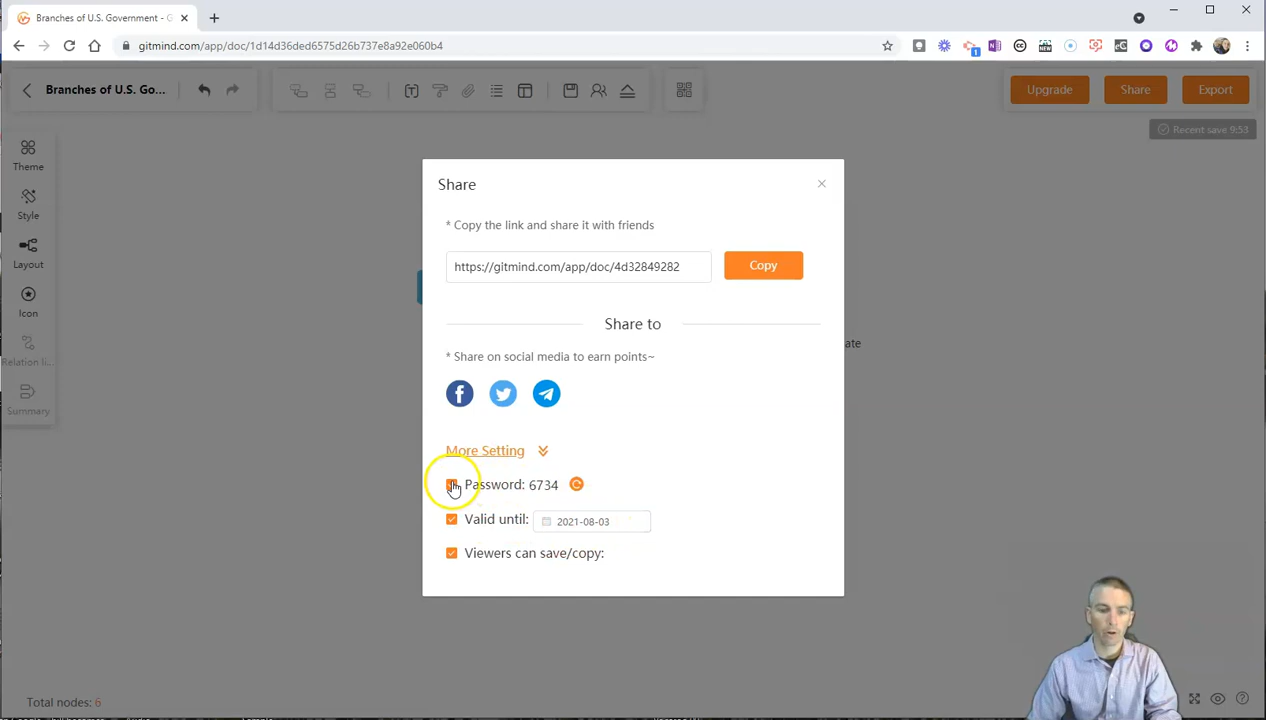 Branches of U.S. Government - G
gitmind.com/app/doc/1d14d36ded6575d26b737e8a92e060b4
Branches of U.S. Go...
Upgrade
Share
Export
Recent save 9:53
Theme
Style
Layout
Icon
Relation li...
Summary
Share
* Copy the link and share it with friends
https://gitmind.com/app/doc/4d32849282
Copy
Share to
* Share on social media to earn points~
ate
More Setting
Password: 6734
Valid until: 2021-08-03
Viewers can save/copy:
Total nodes: 6